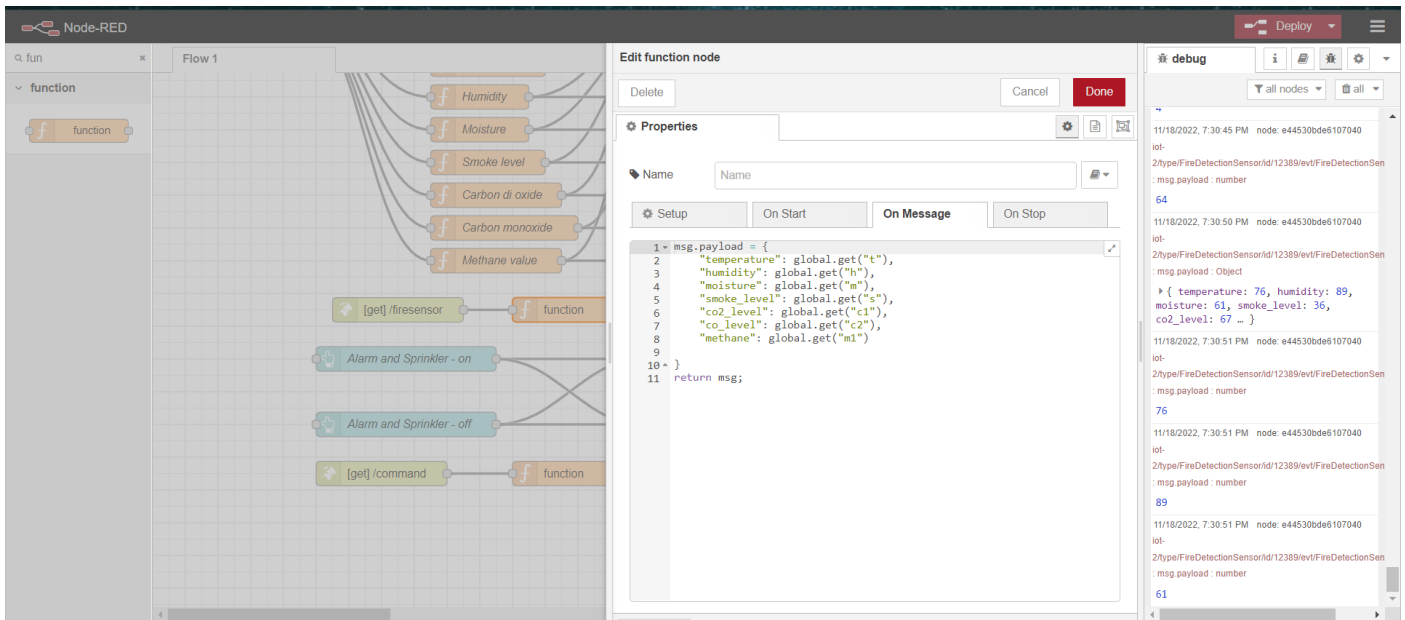 Node-RED
Deploy
fun
Flow 1
function
function
Humidity
Moisture
Smoke level
Carbon di oxide
Carbon monoxide
Methane value
[get] /firesensor
function
Alarm and Sprinkler - on
Alarm and Sprinkler - off
[get] /command
function
Edit function node
Delete
Cancel
Done
Properties
Name
Name
Setup
On Start
On Message
On Stop
1 msg.payload = {
2 "temperature": global.get("t"),
3 "humidity": global.get("h"),
4 "moisture": global.get("m"),
5 "smoke_level": global.get("s"),
6 "co2_level": global.get("c1"),
7 "co_level": global.get("c2"),
8 "methane": global.get("m1")
9
10 }
11 return msg;
debug
i
all nodes
all
11/18/2022, 7:30:45 PM node: e44530bde6107040
iot-
2/type/FireDetectionSensor/id/12389/evt/FireDetectionSen
: msg.payload : number
64
11/18/2022, 7:30:50 PM node: e44530bde6107040
iot-
2/type/FireDetectionSensor/id/12389/evt/FireDetectionSen
: msg.payload : Object
{ temperature: 76, humidity: 89,
moisture: 61, smoke_level: 36,
co2_level: 67 … }
11/18/2022, 7:30:51 PM node: e44530bde6107040
iot-
2/type/FireDetectionSensor/id/12389/evt/FireDetectionSen
: msg.payload : number
76
11/18/2022, 7:30:51 PM node: e44530bde6107040
iot-
2/type/FireDetectionSensor/id/12389/evt/FireDetectionSen
: msg.payload : number
89
11/18/2022, 7:30:51 PM node: e44530bde6107040
iot-
2/type/FireDetectionSensor/id/12389/evt/FireDetectionSen
: msg.payload : number
61